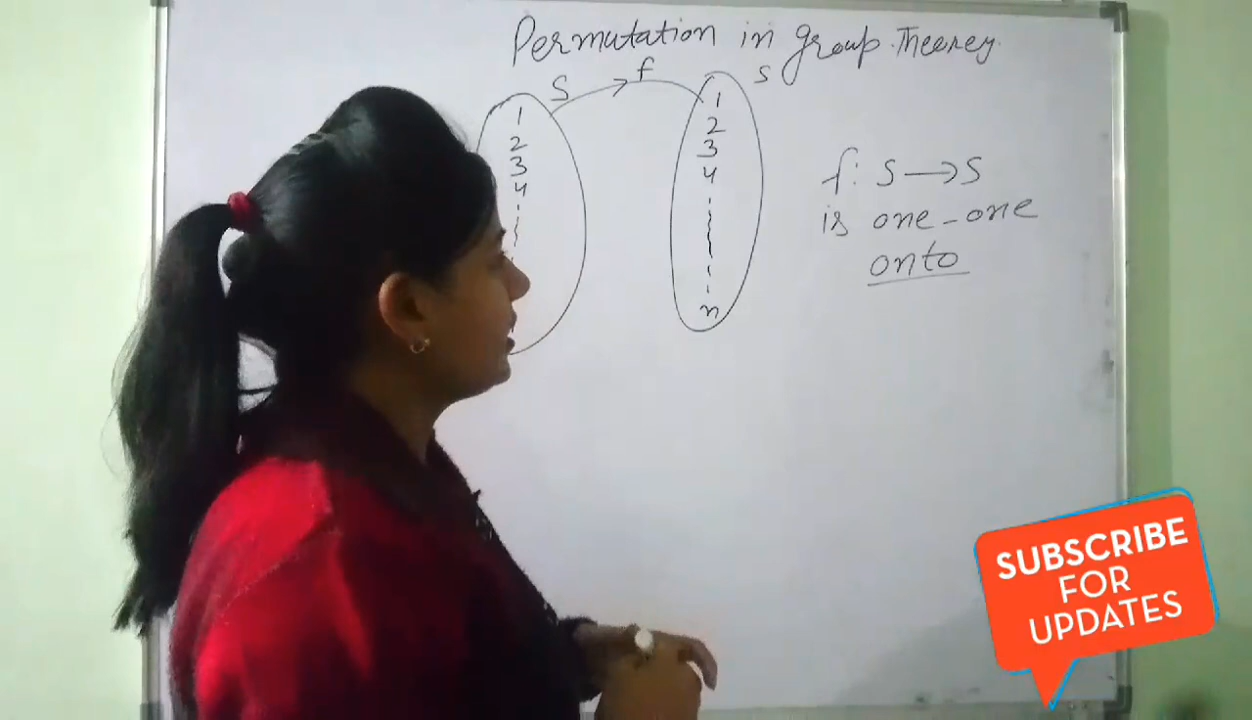 Permutation in group Theorey.
f
S
S
1
2
3
4
1
2
3
4
n
f: S → S
is one-one
onto
SUBSCRIBE
FOR
UPDATES